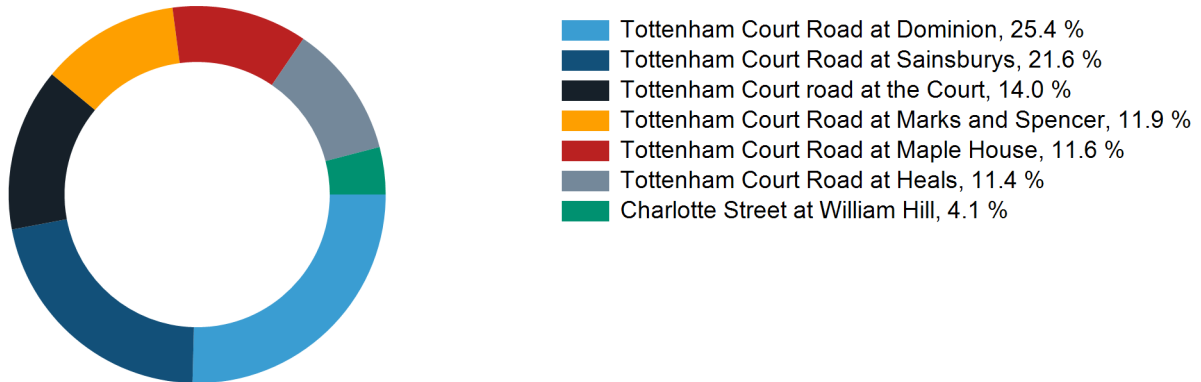 Tottenham Court Road at Dominion, 25.4 %
Tottenham Court Road at Sainsburys, 21.6 %
Tottenham Court road at the Court, 14.0 %
Tottenham Court Road at Marks and Spencer, 11.9 %
Tottenham Court Road at Maple House, 11.6 %
Tottenham Court Road at Heals, 11.4 %
Charlotte Street at William Hill, 4.1 %